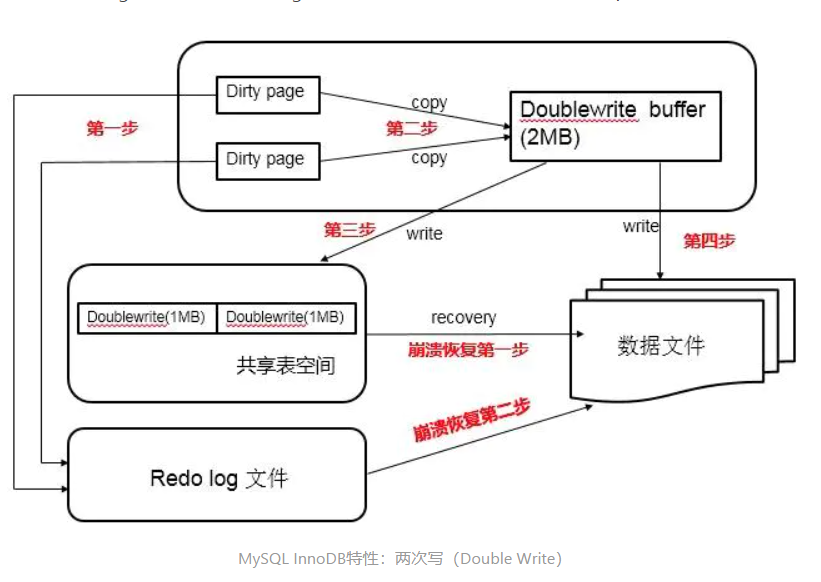 Dirty page
copy
Doublewrite buffer
(2MB)
第一步
第二步
Dirty page
copy
第三步
write
write
第四步
Doublewrite(1MB)
Doublewrite(1MB)
recovery
数据文件
崩溃恢复第一步
共享表空间
崩溃恢复第二步
Redo log 文件
MySQL InnoDB特性：两次写（Double Write）